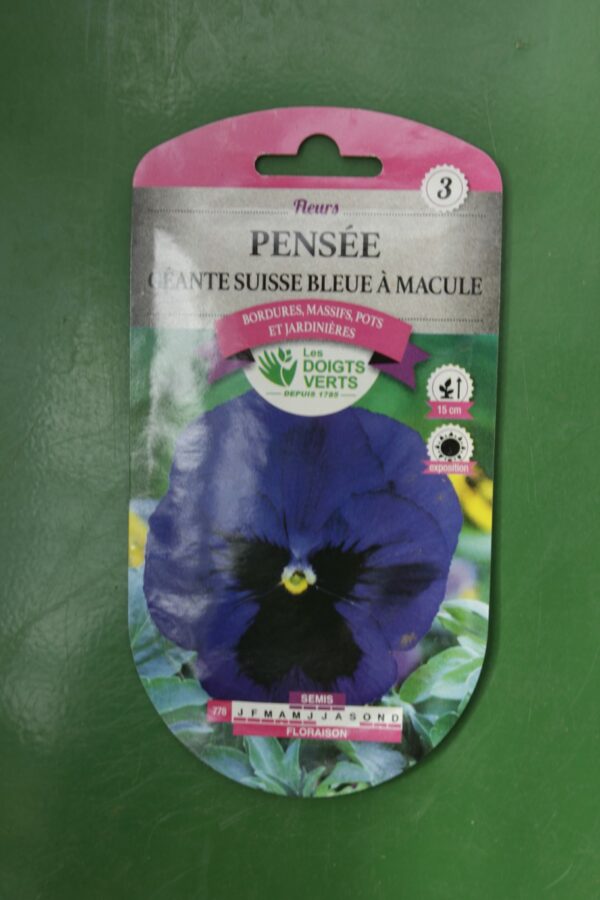 3
Fleurs
PENSÉE
GÉANTE SUISSE BLEUE À MACULE
BORDURES, MASSIFS, POTS
ET JARDINIÈRES
Les
DOIGTS
VERTS
DEPUIS 1785
15 cm
exposition
SEMIS
778 J F M A M J J A S O N D
FLORAISON